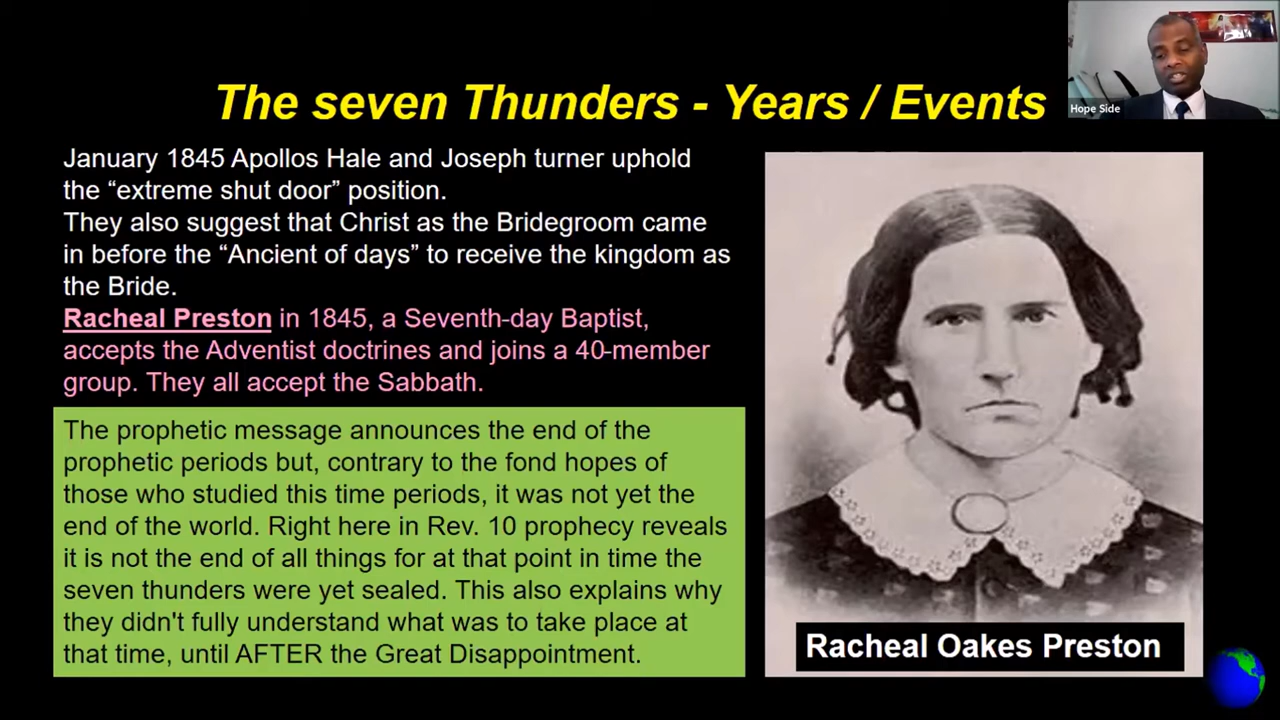 The seven Thunders - Years / Events
Hope Side
January 1845 Apollos Hale and Joseph turner uphold
the “extreme shut door” position.
They also suggest that Christ as the Bridegroom came
in before the “Ancient of days” to receive the kingdom as
the Bride.
Racheal Preston in 1845, a Seventh-day Baptist,
accepts the Adventist doctrines and joins a 40-member
group. They all accept the Sabbath.
The prophetic message announces the end of the
prophetic periods but, contrary to the fond hopes of
those who studied this time periods, it was not yet the
end of the world. Right here in Rev. 10 prophecy reveals
it is not the end of all things for at that point in time the
seven thunders were yet sealed. This also explains why
they didn't fully understand what was to take place at
that time, until AFTER the Great Disappointment.
Racheal Oakes Preston